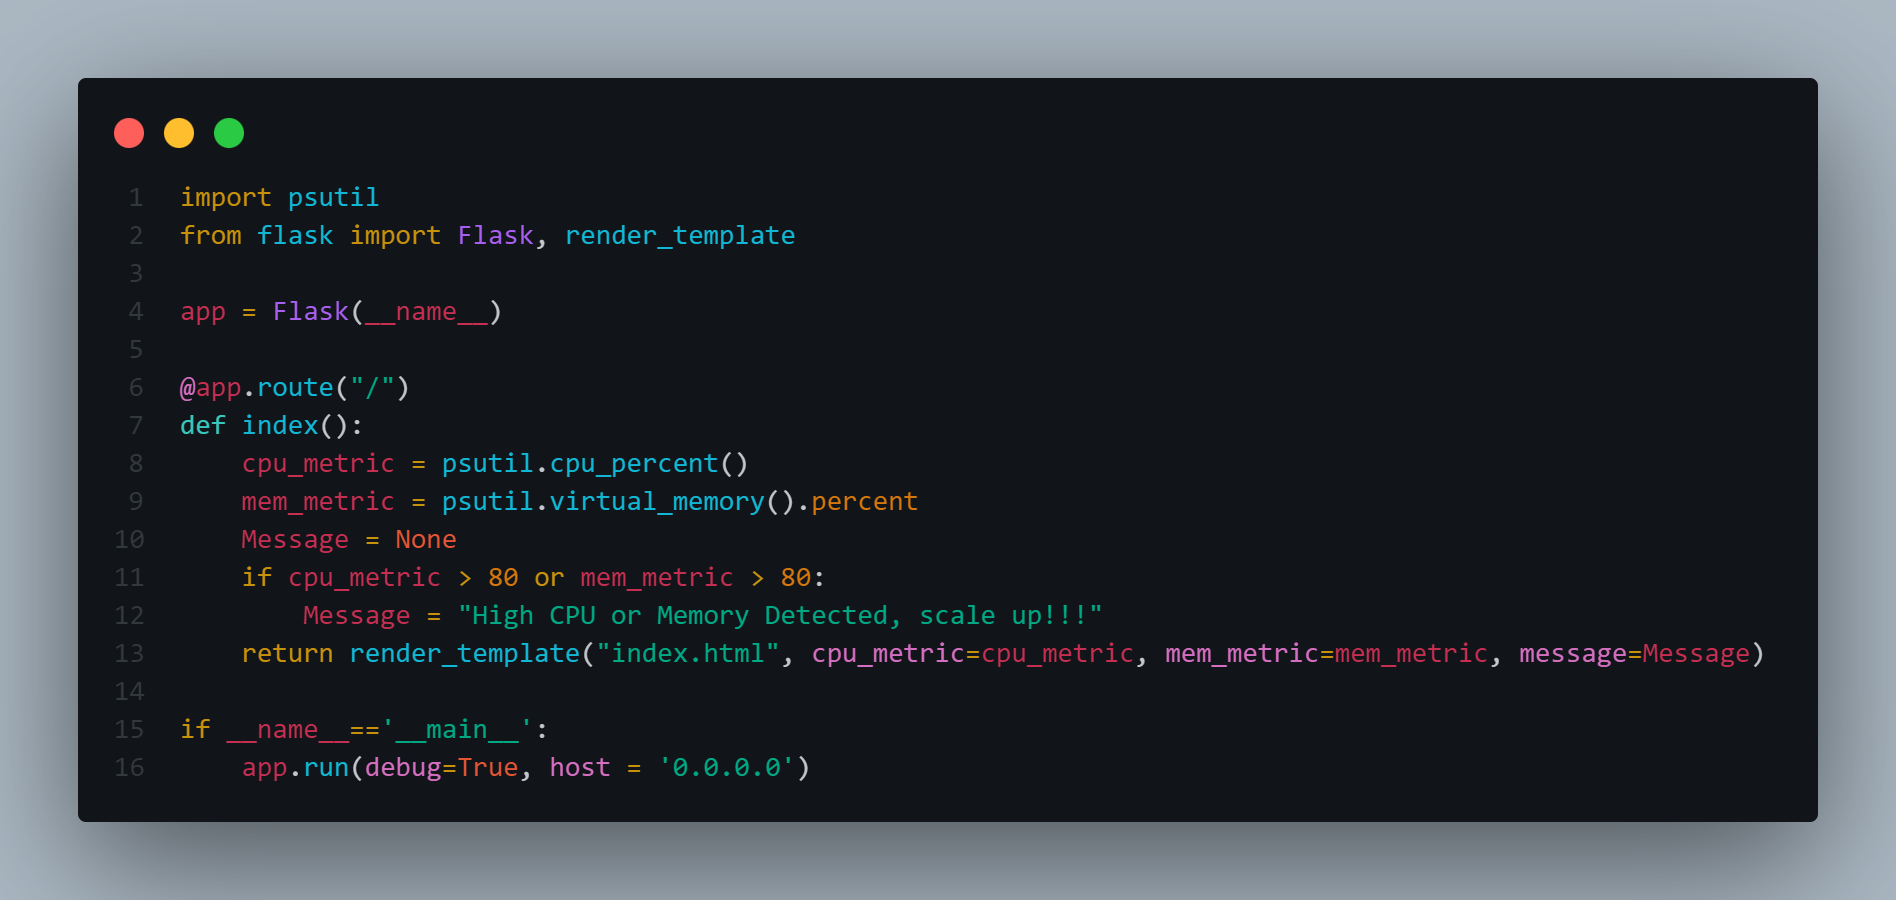 1 import psutil
2 from flask import Flask, render_template
3
4 app = Flask(__name__)
5
6 @app.route("/")
7 def index():
8     cpu_metric = psutil.cpu_percent()
9     mem_metric = psutil.virtual_memory().percent
10     Message = None
11     if cpu_metric > 80 or mem_metric > 80:
12         Message = "High CPU or Memory Detected, scale up!!!"
13     return render_template("index.html", cpu_metric=cpu_metric, mem_metric=mem_metric, message=Message)
14
15 if __name__=='__main__':
16     app.run(debug=True, host = '0.0.0.0')